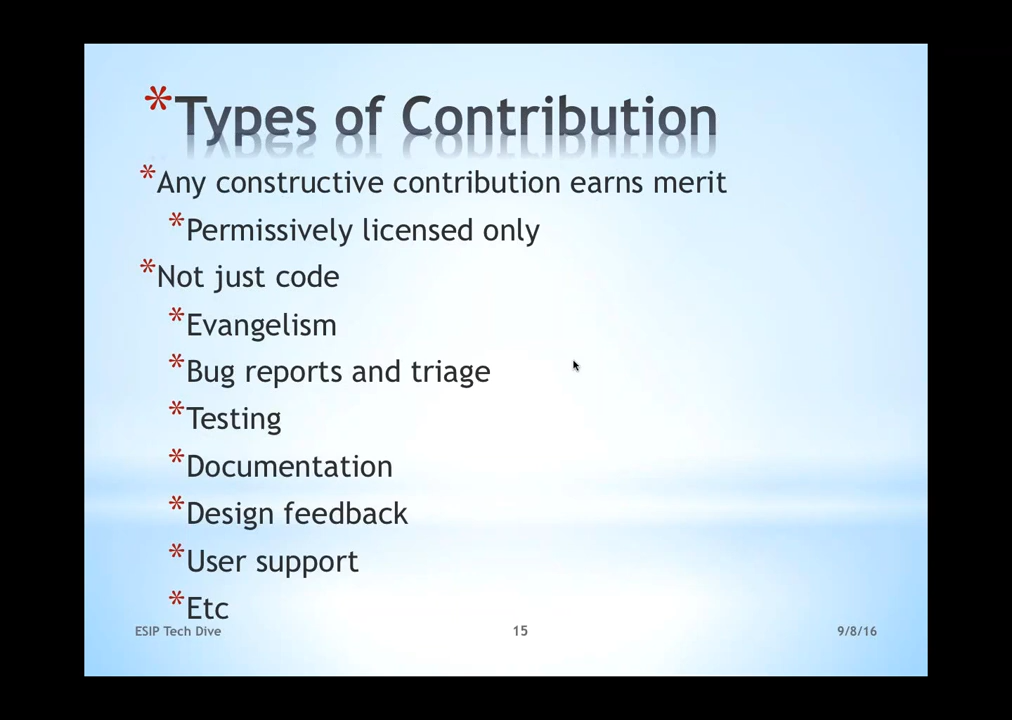 *Types of Contribution
*Any constructive contribution earns merit
*Permissively licensed only
*Not just code
*Evangelism
*Bug reports and triage
*Testing
*Documentation
*Design feedback
*User support
*Etc
ESIP Tech Dive 15 9/8/16